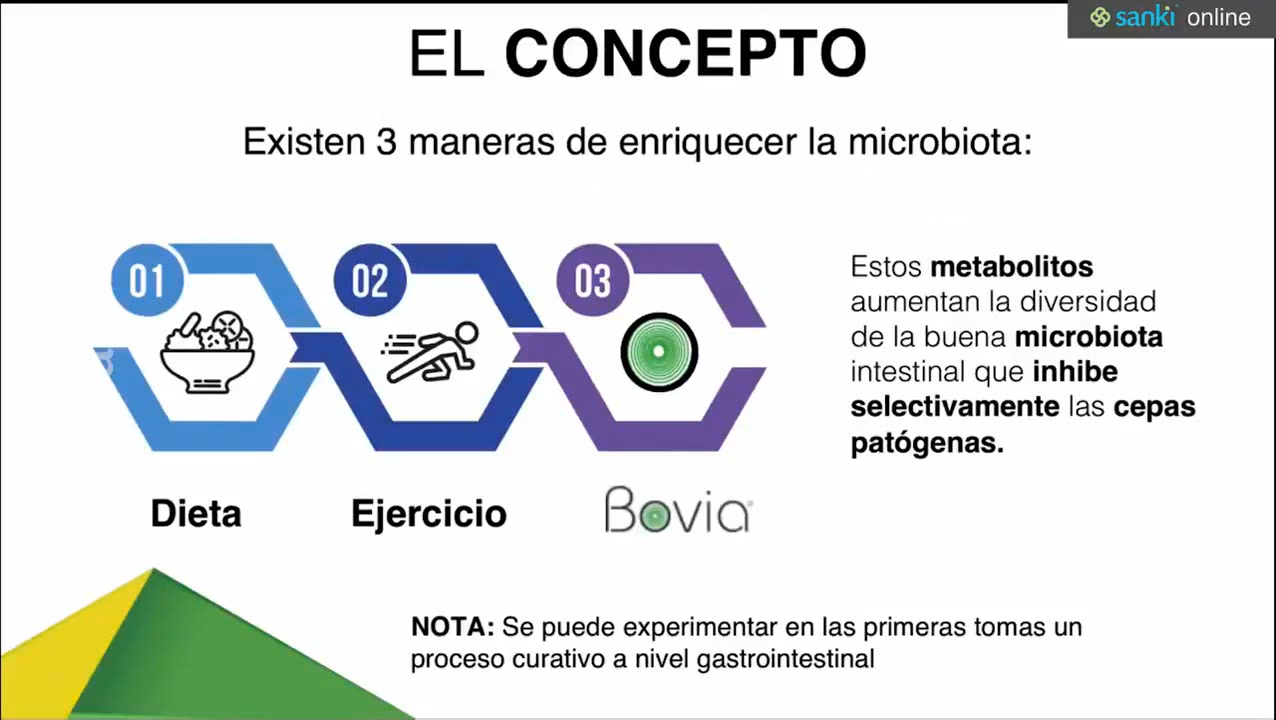 sanki online
EL CONCEPTO
Existen 3 maneras de enriquecer la microbiota:
01
02
03
Dieta
Ejercicio
Bovia
Estos metabolitos
aumentan la diversidad
de la buena microbiota
intestinal que inhibe
selectivamente las cepas
patógenas.
NOTA: Se puede experimentar en las primeras tomas un
proceso curativo a nivel gastrointestinal